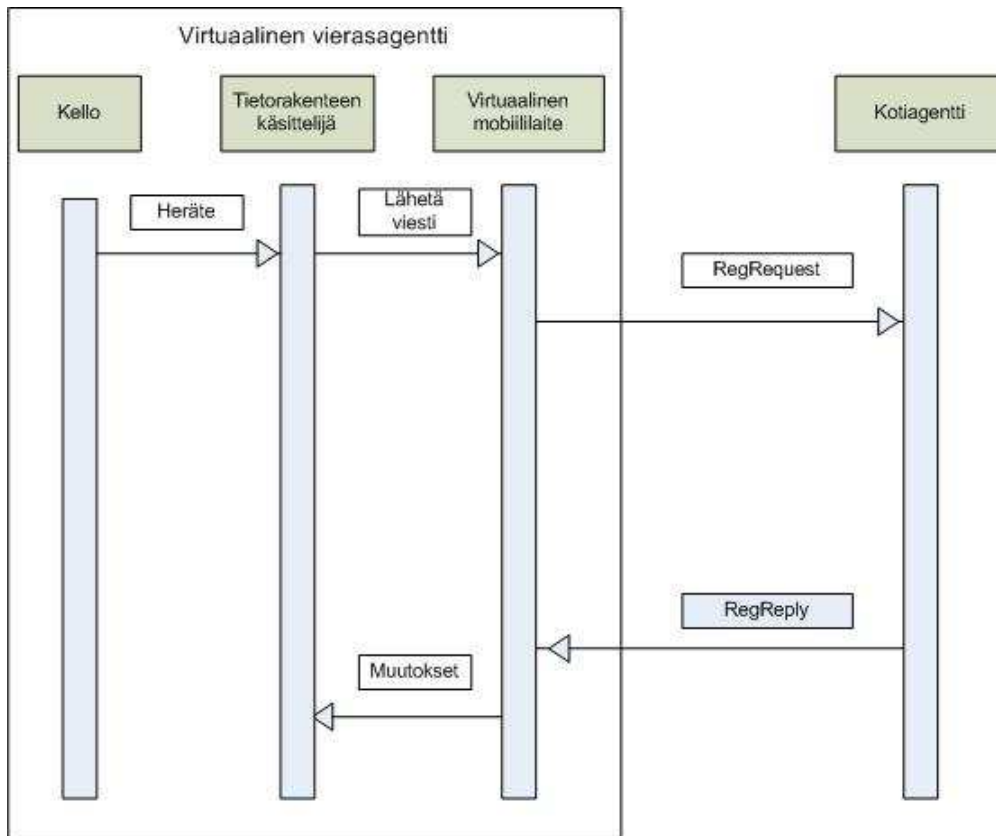 Virtuaalinen vierasagentti
Kello
Tietorakenteen
käsittelijä
Virtuaalinen
mobiililaite
Kotiagentti
Heräte
Lähetä
viesti
RegRequest
RegReply
Muutokset